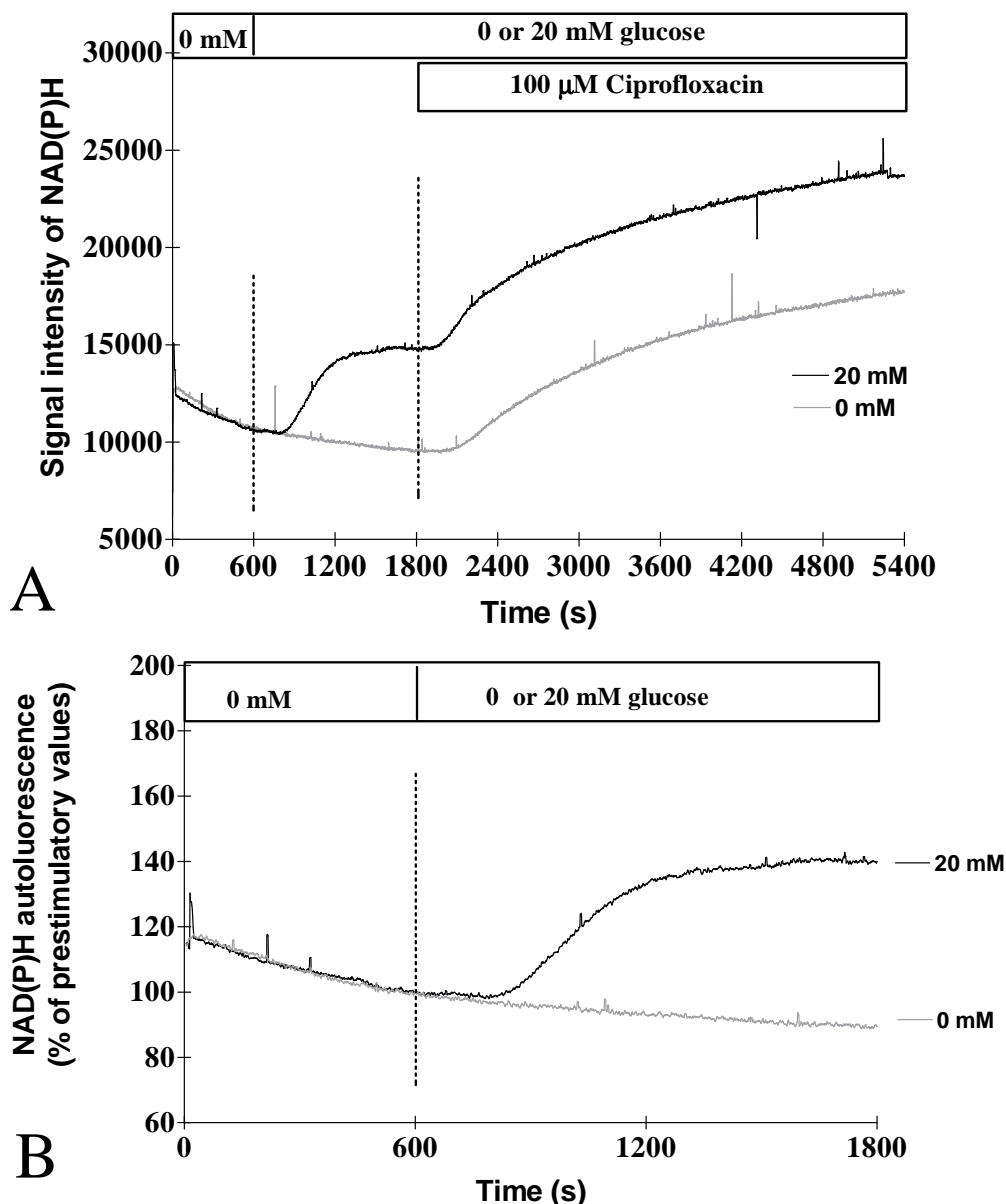 0 mM
0 or 20 mM glucose
100 μM Ciprofloxacin
Signal intensity of NAD(P)H
30000
25000
20000
15000
10000
5000
20 mM
0 mM
0 600 1200 1800 2400 3000 3600 4200 4800 5400
Time (s)
A
NAD(P)H autoluorescence
(% of prestimulatory values)
200
180
160
140
120
100
80
60
0 mM
0 or 20 mM glucose
20 mM
0 mM
0 600 1200 1800
Time (s)
B